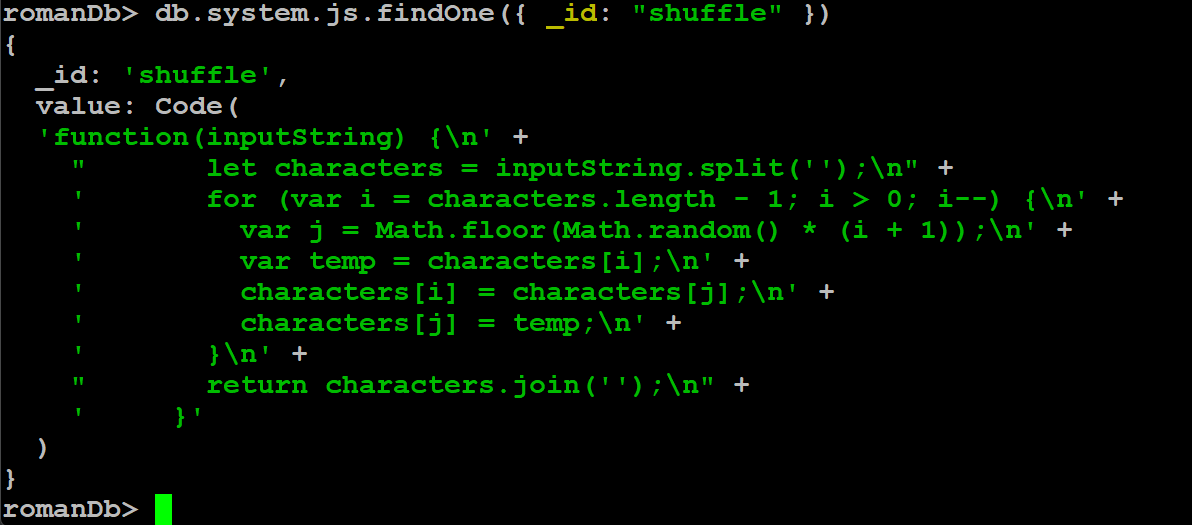 romanDb> db.system.js.findOne({ _id: "shuffle" })
{
  _id: 'shuffle',
  value: Code(
  'function(inputString) {\n' +
    "       let characters = inputString.split('');\n" +
    '       for (var i = characters.length - 1; i > 0; i--) {\n' +
    '         var j = Math.floor(Math.random() * (i + 1));\n' +
    '         var temp = characters[i];\n' +
    '         characters[i] = characters[j];\n' +
    '         characters[j] = temp;\n' +
    '       }\n' +
    "       return characters.join('');\n" +
    '     }'
  )
}
romanDb>